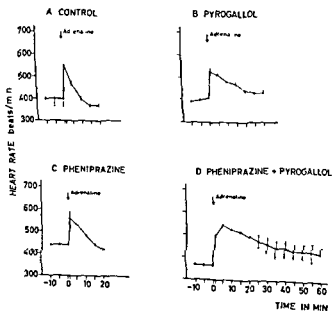 A CONTROL
B PYROGALLOL
700
Adrenaline
Adrenaline
600
500
400
300
C PHENIPRAZINE
D PHENIPRAZINE + PYROGALLOL
700
Adrenaline
Adrenaline
600
500
400
300
HEART RATE beats/mn
-10 0 10 20
-10 0 10 20 30 40 50 60
TIME IN MIN